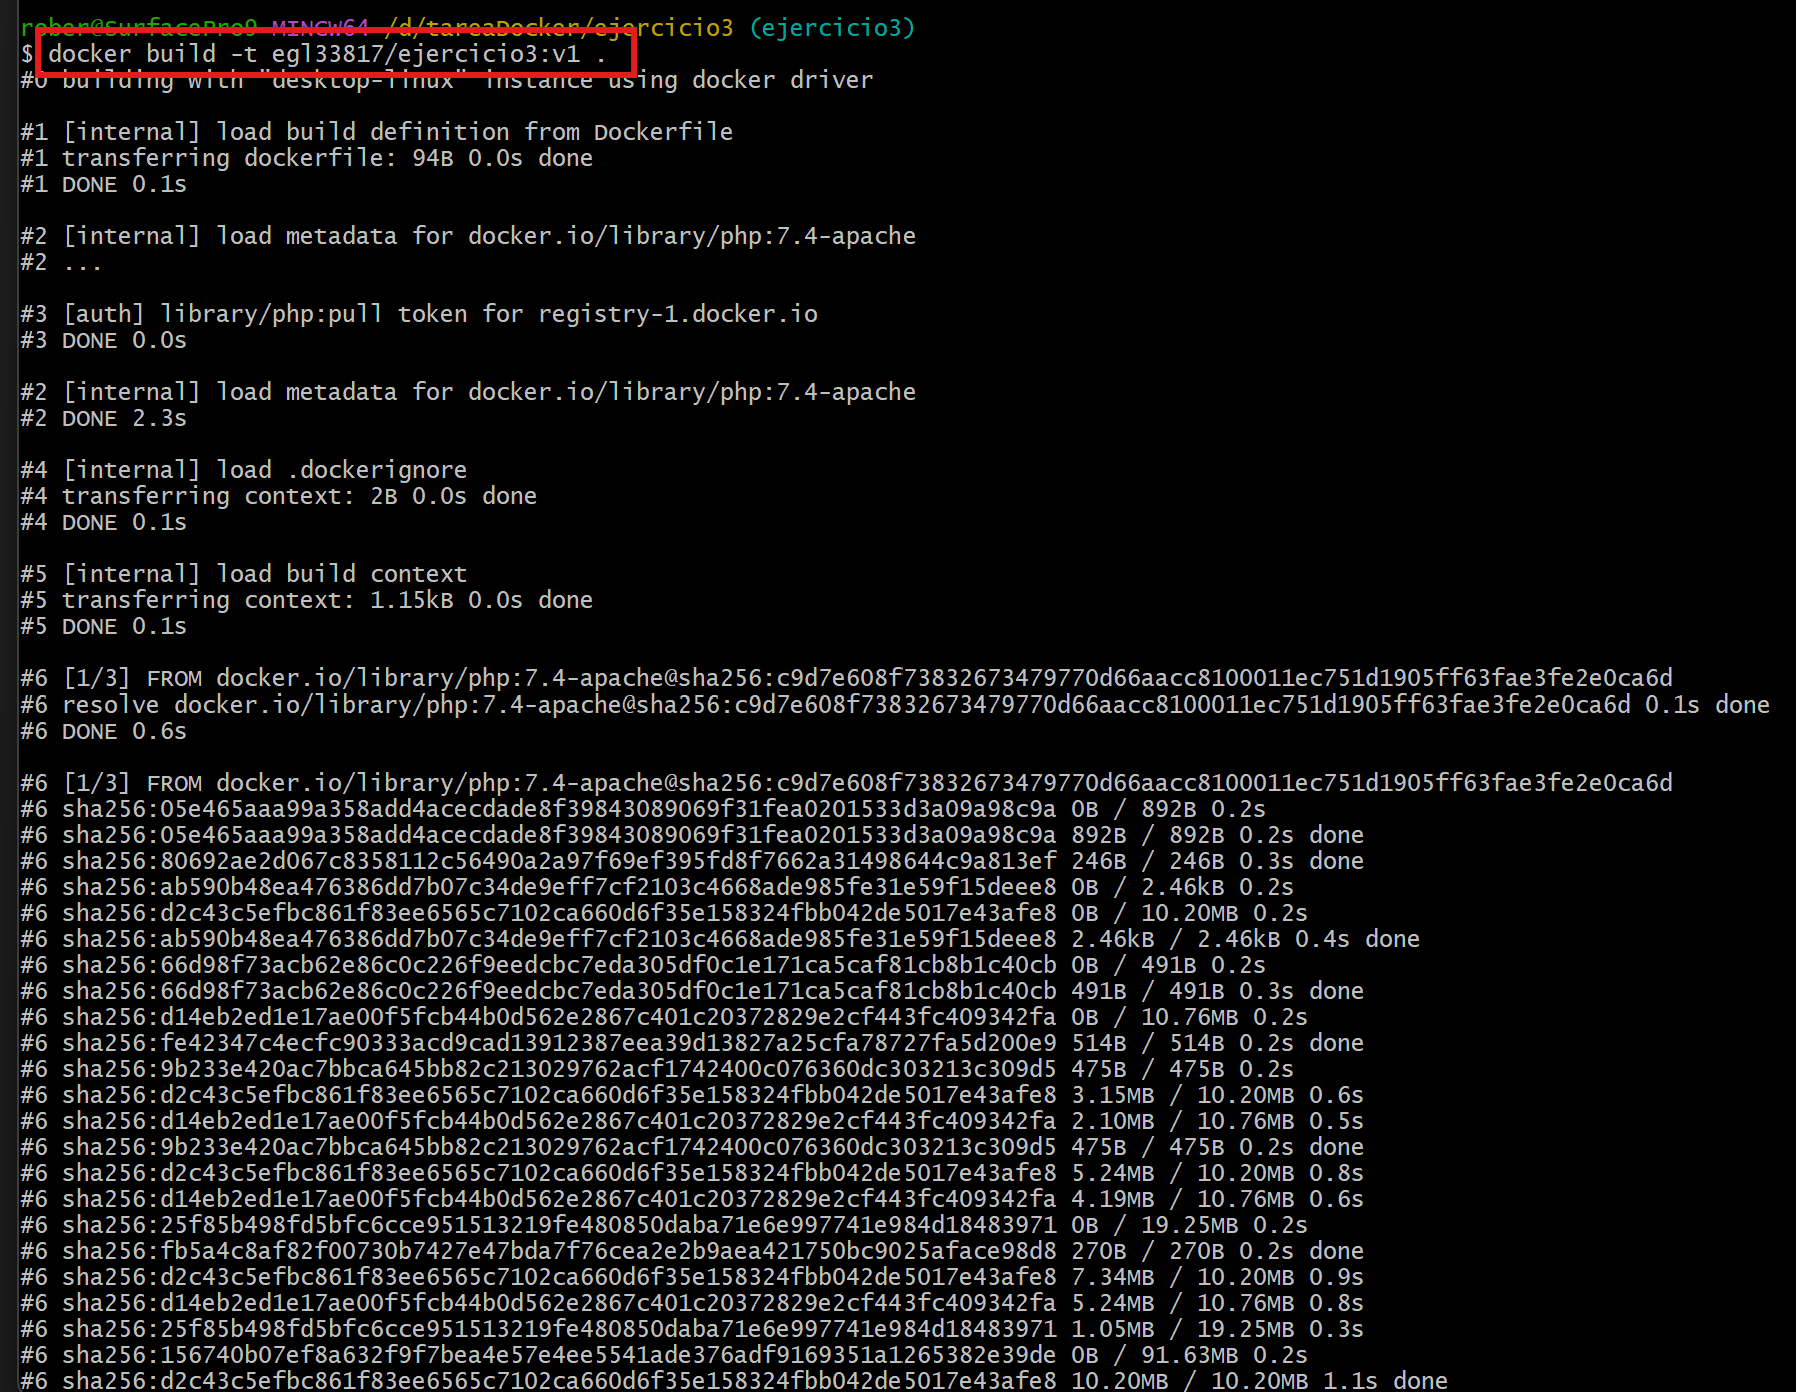 rober@SurfacePro9 MINGW64 /d/tareaDocker/ejercicio3 (ejercicio3)
$ docker build -t egl33817/ejercicio3:v1 .
#0 building with "desktop-linux" instance using docker driver
#1 [internal] load build definition from Dockerfile
#1 transferring dockerfile: 94B 0.0s done
#1 DONE 0.1s
#2 [internal] load metadata for docker.io/library/php:7.4-apache
#2 ...
#3 [auth] library/php:pull token for registry-1.docker.io
#3 DONE 0.0s
#2 [internal] load metadata for docker.io/library/php:7.4-apache
#2 DONE 2.3s
#4 [internal] load .dockerignore
#4 transferring context: 2B 0.0s done
#4 DONE 0.1s
#5 [internal] load build context
#5 transferring context: 1.15kB 0.0s done
#5 DONE 0.1s
#6 [1/3] FROM docker.io/library/php:7.4-apache@sha256:c9d7e608f73832673479770d66aacc8100011ec751d1905ff63fae3fe2e0ca6d
#6 resolve docker.io/library/php:7.4-apache@sha256:c9d7e608f73832673479770d66aacc8100011ec751d1905ff63fae3fe2e0ca6d 0.1s done
#6 DONE 0.6s
#6 [1/3] FROM docker.io/library/php:7.4-apache@sha256:c9d7e608f73832673479770d66aacc8100011ec751d1905ff63fae3fe2e0ca6d
#6 sha256:05e465aaa99a358add4acecdade8f39843089069f31fea0201533d3a09a98c9a 0B / 892B 0.2s
#6 sha256:05e465aaa99a358add4acecdade8f39843089069f31fea0201533d3a09a98c9a 892B / 892B 0.2s done
#6 sha256:80692ae2d067c8358112c56490a2a97f69ef395fd8f7662a31498644c9a813ef 246B / 246B 0.3s done
#6 sha256:ab590b48ea476386dd7b07c34de9eff7cf2103c4668ade985fe31e59f15deee8 0B / 2.46kB 0.2s
#6 sha256:d2c43c5efbc861f83ee6565c7102ca660d6f35e158324fbb042de5017e43afe8 0B / 10.20MB 0.2s
#6 sha256:ab590b48ea476386dd7b07c34de9eff7cf2103c4668ade985fe31e59f15deee8 2.46kB / 2.46kB 0.4s done
#6 sha256:66d98f73acb62e86c0c226f9eedcbc7eda305df0c1e171ca5caf81cb8b1c40cb 0B / 491B 0.2s
#6 sha256:66d98f73acb62e86c0c226f9eedcbc7eda305df0c1e171ca5caf81cb8b1c40cb 491B / 491B 0.3s done
#6 sha256:d14eb2ed1e17ae00f5fcb44b0d562e2867c401c20372829e2cf443fc409342fa 0B / 10.76MB 0.2s
#6 sha256:fe42347c4ecfc90333acd9cad13912387eea39d13827a25cfa78727fa5d200e9 514B / 514B 0.2s done
#6 sha256:9b233e420ac7bbca645bb82c213029762acf1742400c076360dc303213c309d5 475B / 475B 0.2s
#6 sha256:d2c43c5efbc861f83ee6565c7102ca660d6f35e158324fbb042de5017e43afe8 3.15MB / 10.20MB 0.6s
#6 sha256:d14eb2ed1e17ae00f5fcb44b0d562e2867c401c20372829e2cf443fc409342fa 2.10MB / 10.76MB 0.5s
#6 sha256:9b233e420ac7bbca645bb82c213029762acf1742400c076360dc303213c309d5 475B / 475B 0.2s done
#6 sha256:d2c43c5efbc861f83ee6565c7102ca660d6f35e158324fbb042de5017e43afe8 5.24MB / 10.20MB 0.8s
#6 sha256:d14eb2ed1e17ae00f5fcb44b0d562e2867c401c20372829e2cf443fc409342fa 4.19MB / 10.76MB 0.6s
#6 sha256:25f85b498fd5bfc6cce951513219fe480850daba71e6e997741e984d18483971 0B / 19.25MB 0.2s
#6 sha256:fb5a4c8af82f00730b7427e47bda7f76cea2e2b9aea421750bc9025aface98d8 270B / 270B 0.2s done
#6 sha256:d2c43c5efbc861f83ee6565c7102ca660d6f35e158324fbb042de5017e43afe8 7.34MB / 10.20MB 0.9s
#6 sha256:d14eb2ed1e17ae00f5fcb44b0d562e2867c401c20372829e2cf443fc409342fa 5.24MB / 10.76MB 0.8s
#6 sha256:25f85b498fd5bfc6cce951513219fe480850daba71e6e997741e984d18483971 1.05MB / 19.25MB 0.3s
#6 sha256:156740b07ef8a632f9f7bea4e57e4ee5541ade376adf9169351a1265382e39de 0B / 91.63MB 0.2s
#6 sha256:d2c43c5efbc861f83ee6565c7102ca660d6f35e158324fbb042de5017e43afe8 10.20MB / 10.20MB 1.1s done